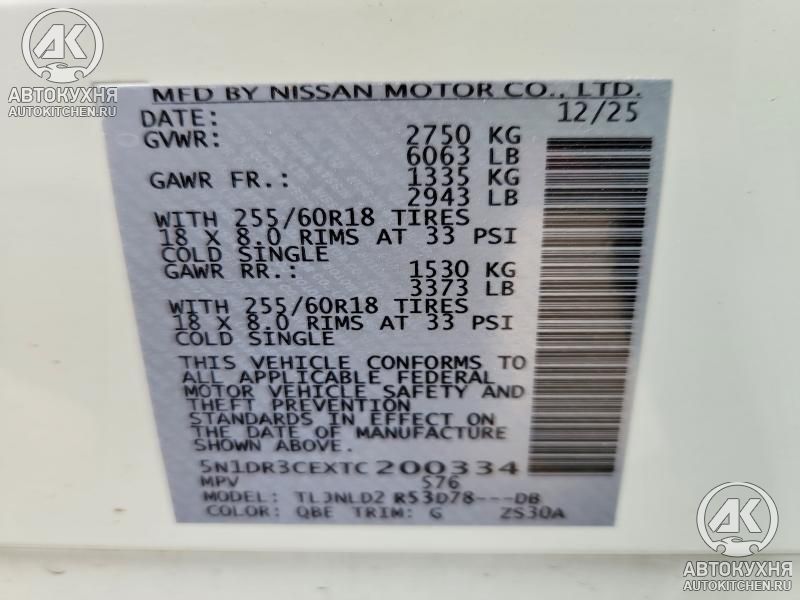 АК
АВТОКУХНЯ
AUTOKITCHEN.RU
MFD BY NISSAN MOTOR CO., LTD.
DATE: 12/25
GVWR: 2750 KG
6063 LB
GAWR FR.: 1335 KG
2943 LB
WITH 255/60R18 TIRES
18 X 8.0 RIMS AT 33 PSI
COLD SINGLE
GAWR RR.: 1530 KG
3373 LB
WITH 255/60R18 TIRES
18 X 8.0 RIMS AT 33 PSI
COLD SINGLE
THIS VEHICLE CONFORMS TO
ALL APPLICABLE FEDERAL
MOTOR VEHICLE SAFETY AND
THEFT PREVENTION
STANDARDS IN EFFECT ON
THE DATE OF MANUFACTURE
SHOWN ABOVE.
5N1DR3CEXTC200334
MPV S76
MODEL: TLJNLDZ R53D78---DB
COLOR: QBE TRIM: G ZS30A
АК
АВТОКУХНЯ
AUTOKITCHEN.RU